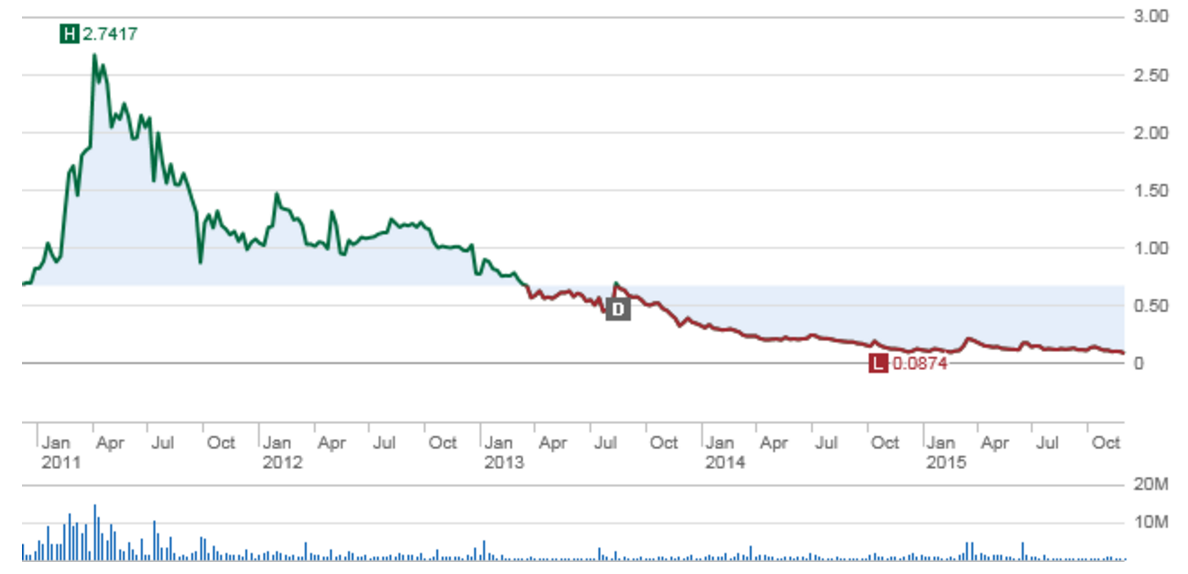 3.00
H 2.7417
2.50
2.00
1.50
1.00
0.50
D
0
L 0.0874
Jan Apr Jul Oct Jan Apr Jul Oct Jan Apr Jul Oct Jan Apr Jul Oct Jan Apr Jul Oct
2011 2012 2013 2014 2015
20M
10M